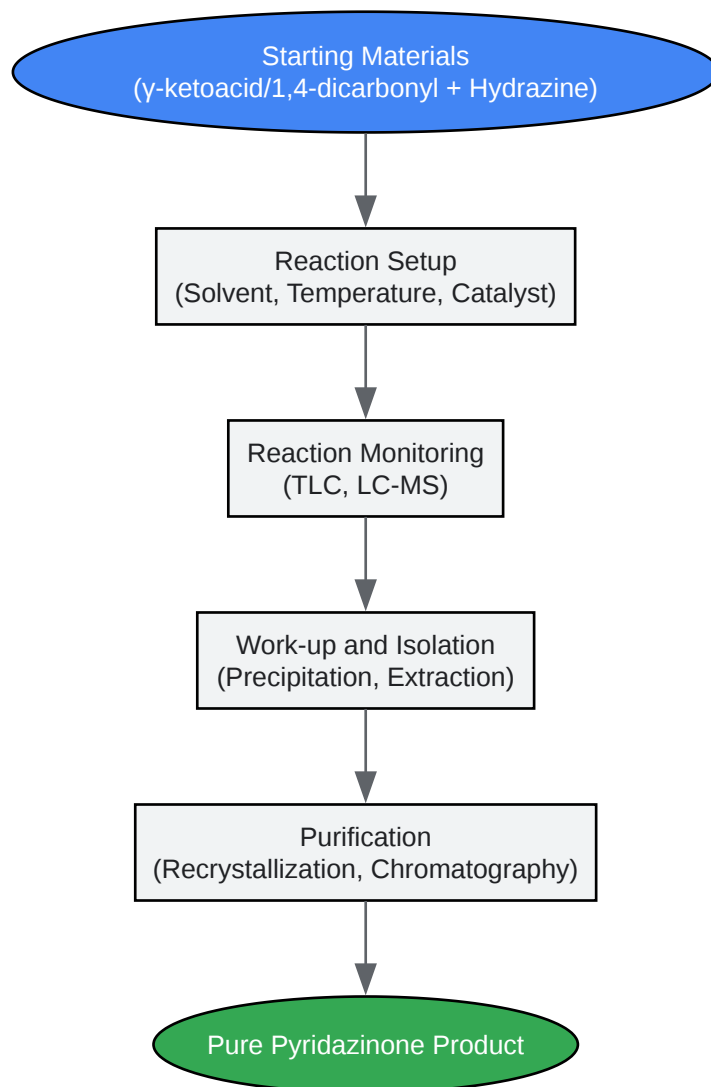 Starting Materials
(γ-ketoacid/1,4-dicarbonyl + Hydrazine)
Reaction Setup
(Solvent, Temperature, Catalyst)
Reaction Monitoring
(TLC, LC-MS)
Work-up and Isolation
(Precipitation, Extraction)
Purification
(Recrystallization, Chromatography)
Pure Pyridazinone Product